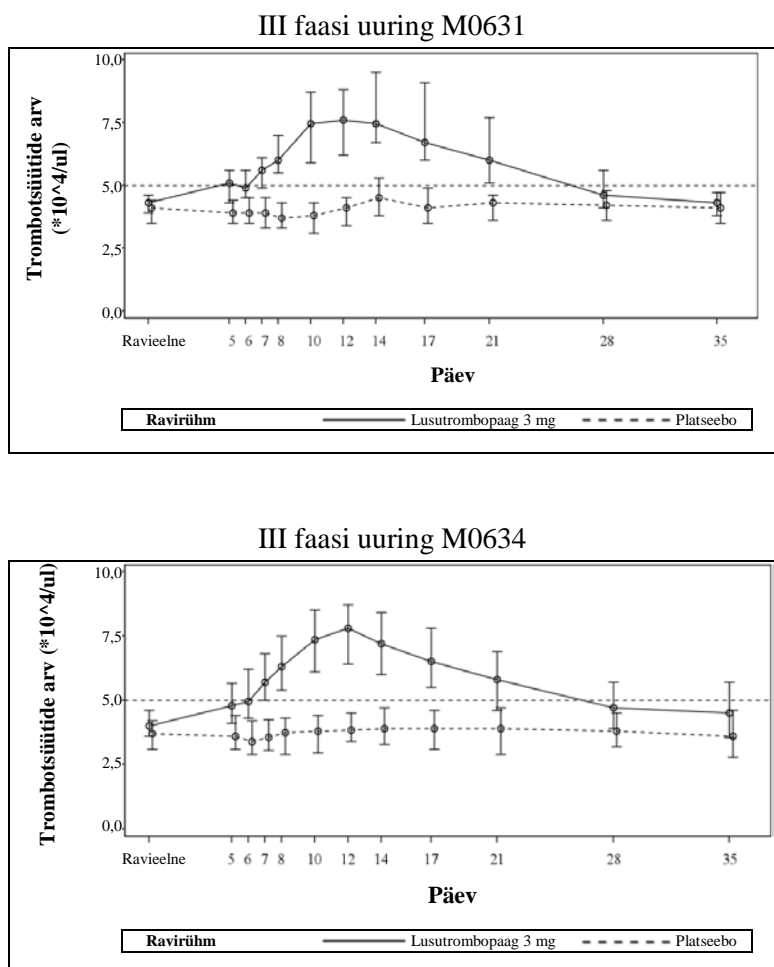 III faasi uuring M0631
Trombotsüütide arv
(*10^4/ul)
10,0
7,5
5,0
2,5
0,0
Ravieelne 5 6 7 8 10 12 14 17 21 28 35
Päev
Ravirühm Lusutrombopaag 3 mg Platseebo
III faasi uuring M0634
Trombotsüütide arv (*10^4/ul)
10,0
7,5
5,0
2,5
0,0
Ravieelne 5 6 7 8 10 12 14 17 21 28 35
Päev
Ravirühm Lusutrombopaag 3 mg Platseebo